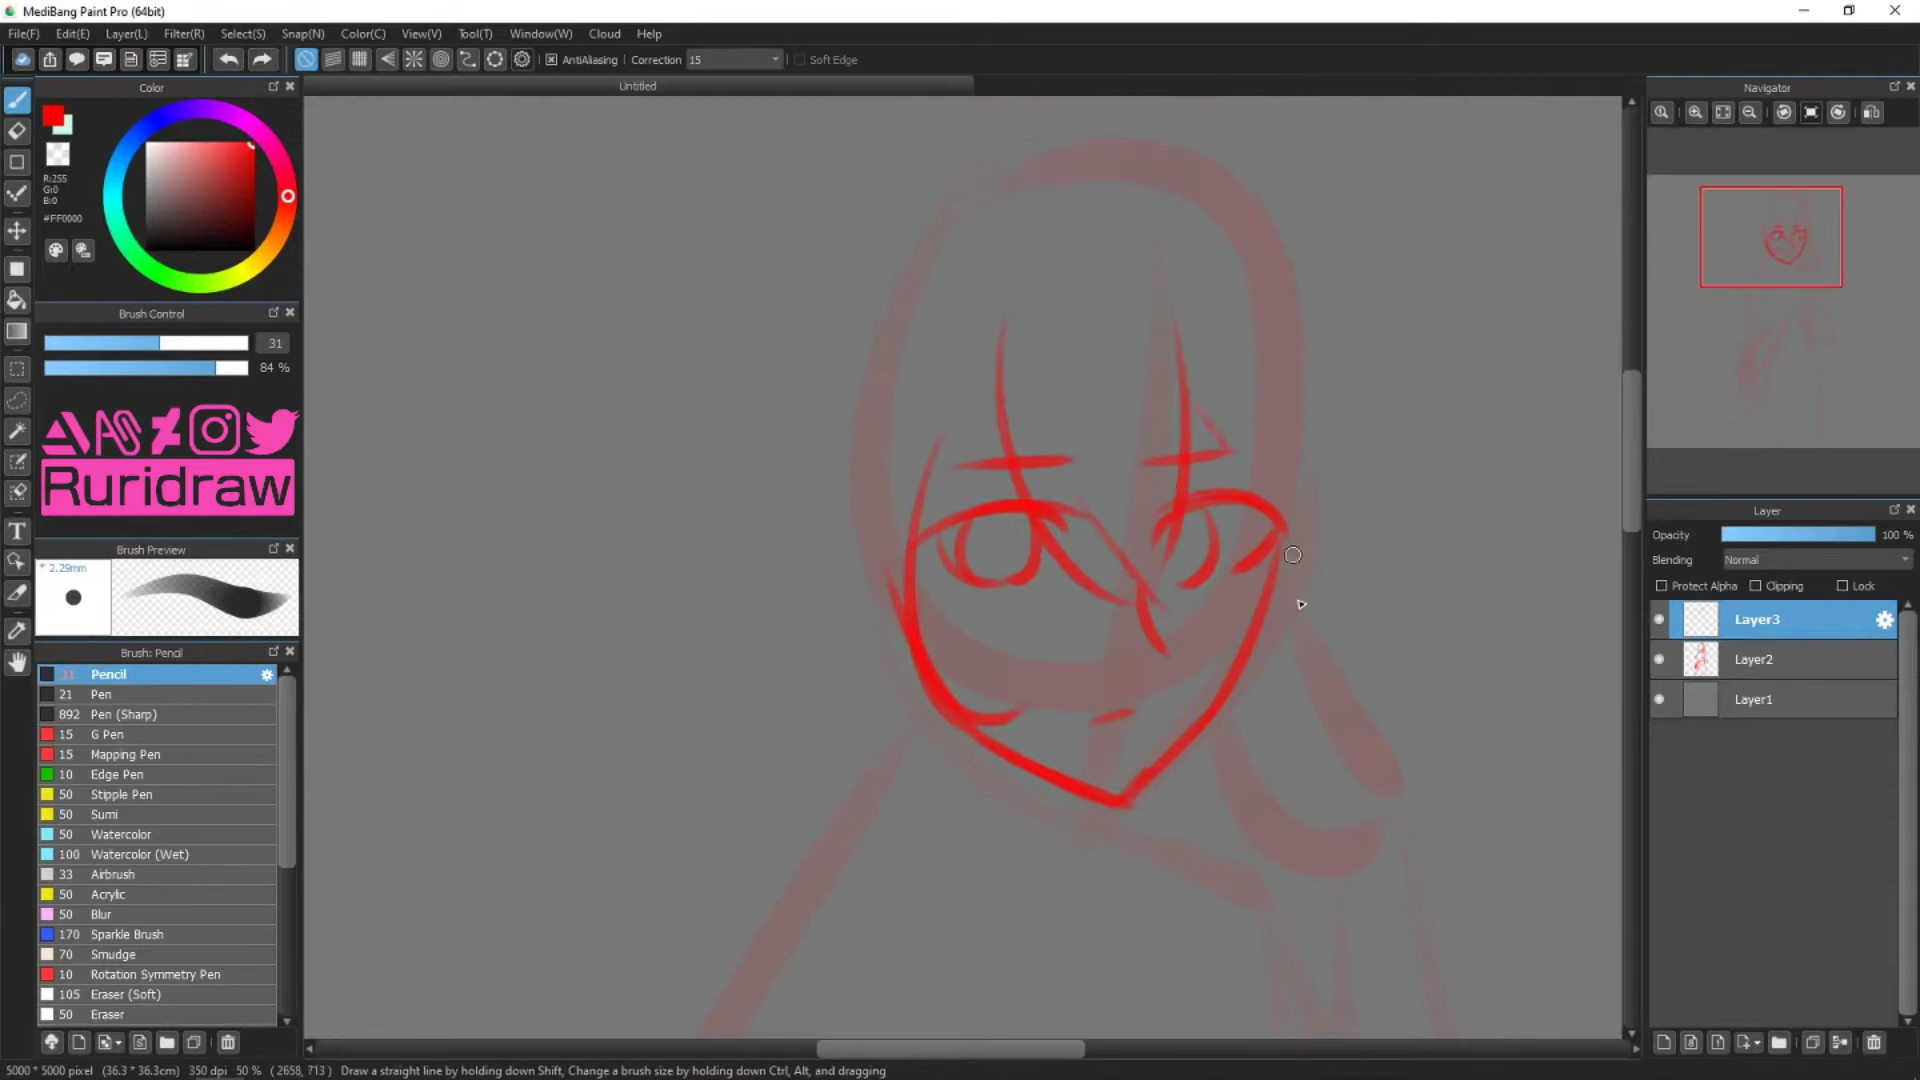 MediBang Paint Pro (64bit)
File(F) Edit(E) Layer(L) Filter(R) Select(S) Snap(N) Color(C) View(V) Tool(T) Window(W) Cloud Help
AntiAliasing Correction 15 Soft Edge
Color
Untitled
Navigator
R:255
G:0
B:0
#FF0000
Brush Control
31
84 %
Ruridraw
Brush Preview
* 2.29mm
Brush: Pencil
31 Pencil
21 Pen
892 Pen (Sharp)
15 G Pen
15 Mapping Pen
10 Edge Pen
50 Stipple Pen
50 Sumi
50 Watercolor
100 Watercolor (Wet)
33 Airbrush
50 Acrylic
50 Blur
170 Sparkle Brush
70 Smudge
10 Rotation Symmetry Pen
105 Eraser (Soft)
50 Eraser
Layer
Opacity 100 %
Blending Normal
Protect Alpha Clipping Lock
Layer3
Layer2
Layer1
5000 * 5000 pixel (36.3 * 36.3cm) 350 dpi 50 % ( 2658, 713 ) Draw a straight line by holding down Shift, Change a brush size by holding down Ctrl, Alt, and dragging